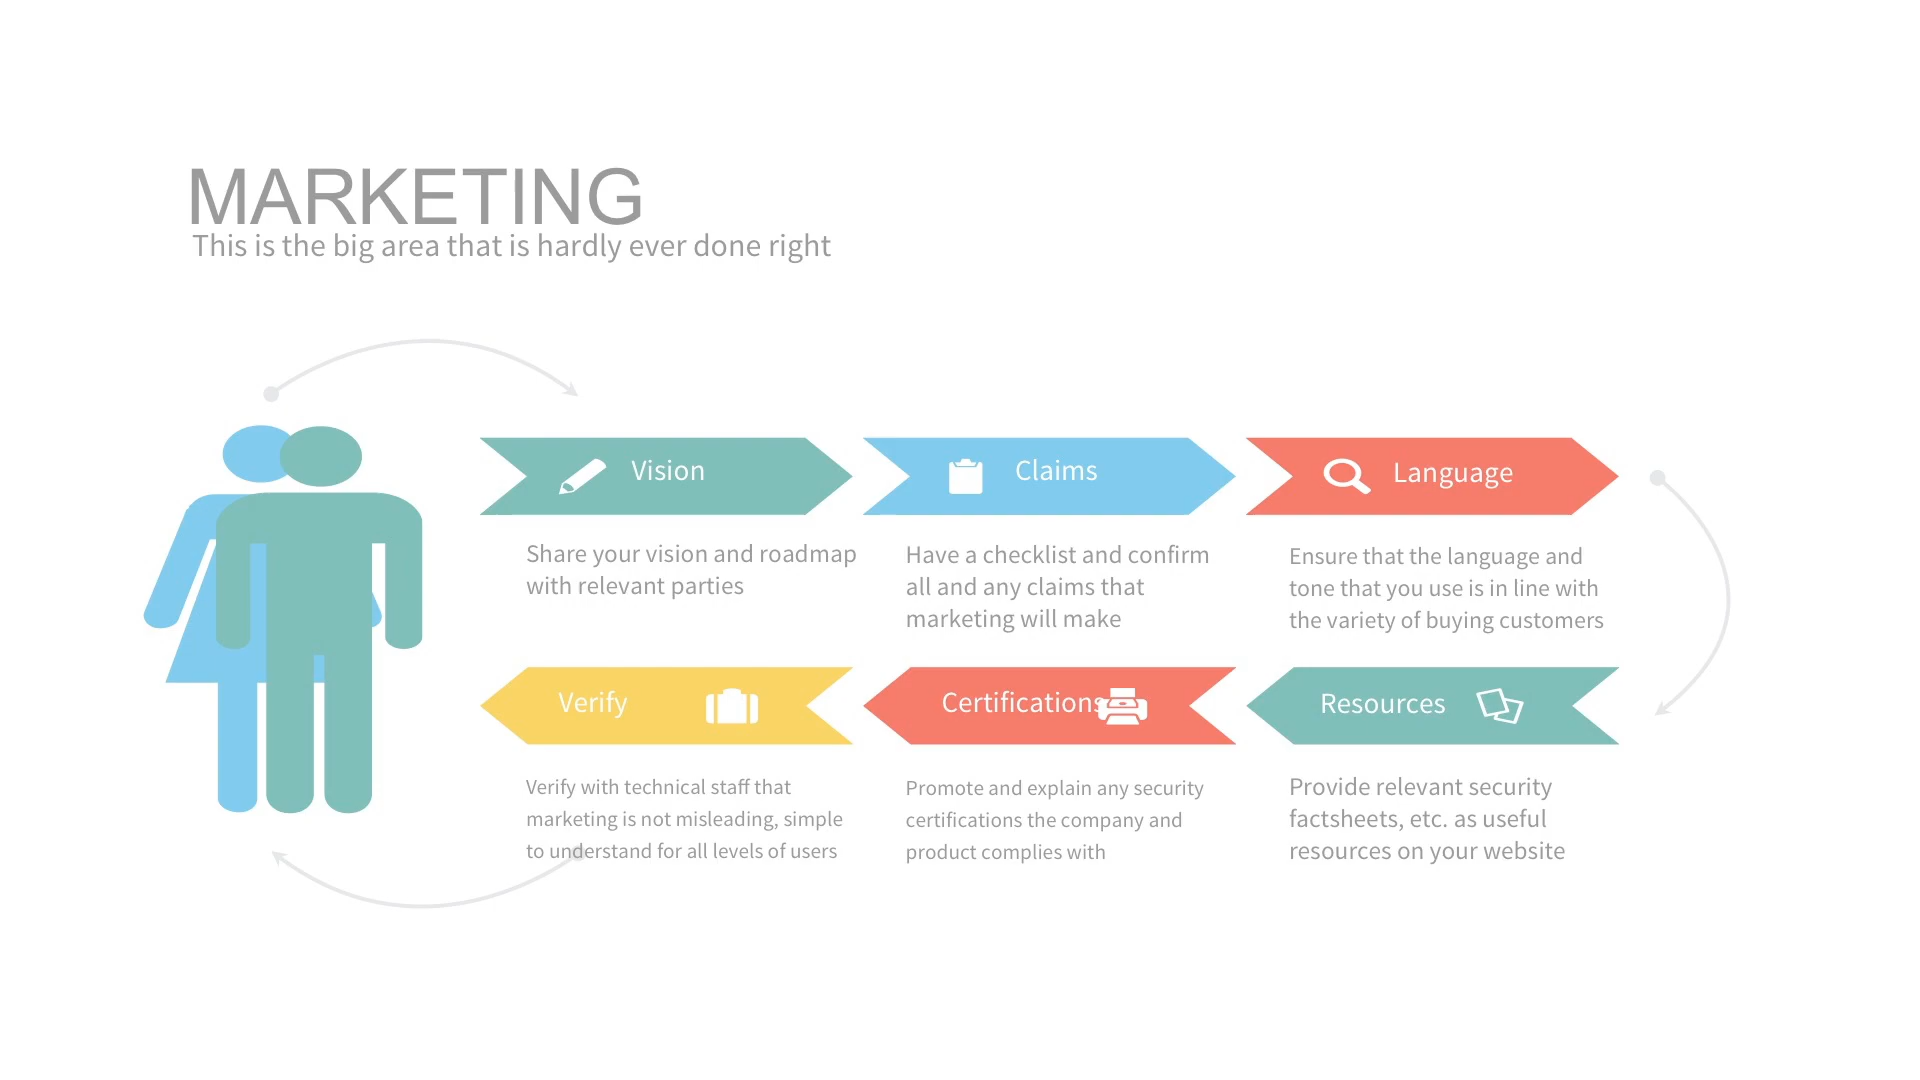 MARKETING
This is the big area that is hardly ever done right
Vision
Share your vision and roadmap
with relevant parties
Claims
Have a checklist and confirm
all and any claims that
marketing will make
Language
Ensure that the language and
tone that you use is in line with
the variety of buying customers
Verify
Verify with technical staff that
marketing is not misleading, simple
to understand for all levels of users
Certifications
Promote and explain any security
certifications the company and
product complies with
Resources
Provide relevant security
factsheets, etc. as useful
resources on your website